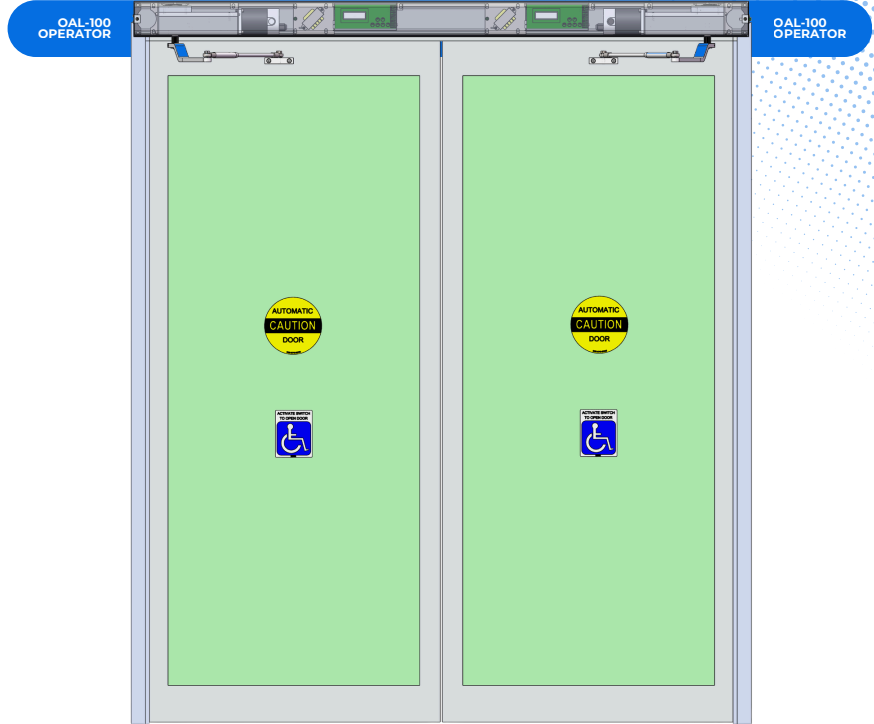 OAL-100
OPERATOR
OAL-100
OPERATOR
AUTOMATIC
CAUTION
DOOR
AUTOMATIC
CAUTION
DOOR
ACTIVATE SWITCH
TO OPEN DOOR
ACTIVATE SWITCH
TO OPEN DOOR